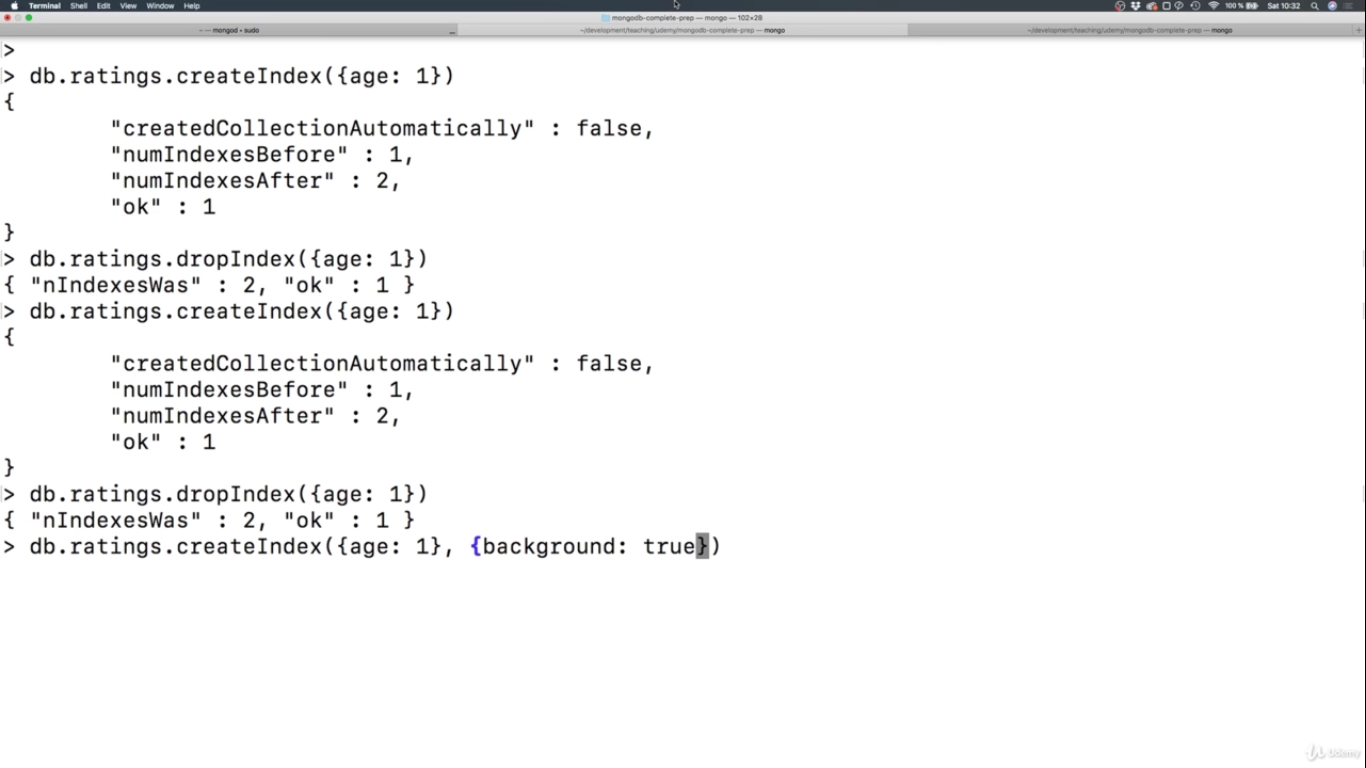 Terminal Shell Edit View Window Help 100 % Sat 10:32
mongodb-complete-prep — mongo — 102×28
~ — mongod • sudo
~/development/teaching/udemy/mongodb-complete-prep — mongo
~/development/teaching/udemy/mongodb-complete-prep — mongo
>
> db.ratings.createIndex({age: 1})
{
"createdCollectionAutomatically" : false,
"numIndexesBefore" : 1,
"numIndexesAfter" : 2,
"ok" : 1
}
> db.ratings.dropIndex({age: 1})
{ "nIndexesWas" : 2, "ok" : 1 }
> db.ratings.createIndex({age: 1})
{
"createdCollectionAutomatically" : false,
"numIndexesBefore" : 1,
"numIndexesAfter" : 2,
"ok" : 1
}
> db.ratings.dropIndex({age: 1})
{ "nIndexesWas" : 2, "ok" : 1 }
> db.ratings.createIndex({age: 1}, {background: true})
Udemy